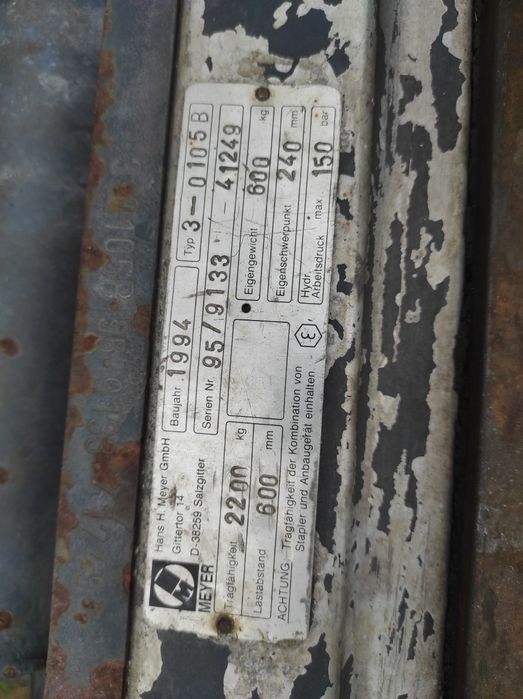 MEYER
Hans H. Meyer GmbH
Gittertor 14
D-38259 Salzgitter
Baujahr 1994
Typ 3-0105B
Serien Nr. 95/9133 - 41249
Tragfähigkeit 2200 kg
Eigengewicht 600 kg
Lastabstand 600 mm
Eigenschwerpunkt 240 mm
ACHTUNG: Tragfähigkeit der Kombination von
Stapler und Anbaugerät einhalten
Hydr.
Arbeitsdruck max 150 bar